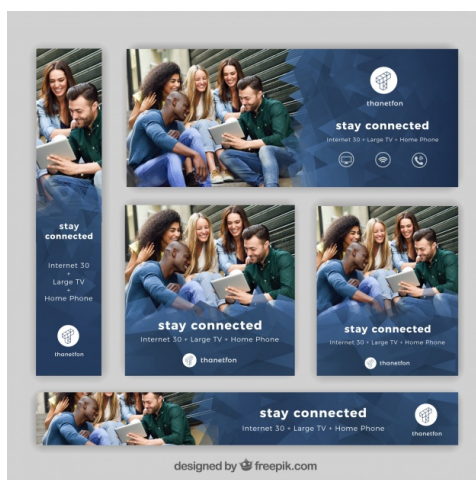 stay
connected
Internet 30
+
Large TV
+
Home Phone
thanetfon
thanetfon
stay connected
Internet 30 + Large TV + Home Phone
stay connected
Internet 30 + Large TV + Home Phone
thanetfon
stay connected
Internet 30 + Large TV + Home Phone
thanetfon
stay connected
Internet 30 + Large TV + Home Phone
thanetfon
designed by freepik.com